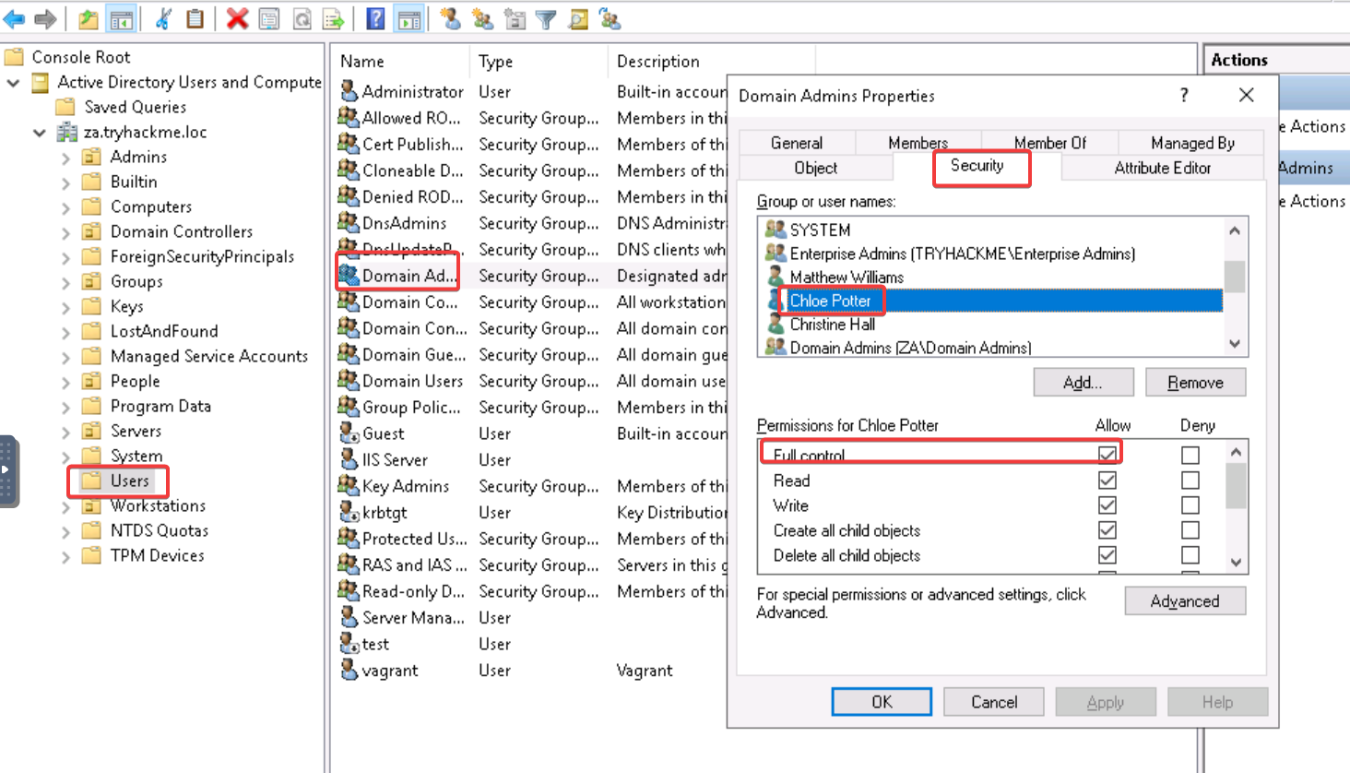 Console Root
Active Directory Users and Compute
Saved Queries
za.tryhackme.loc
Admins
Builtin
Computers
Domain Controllers
ForeignSecurityPrincipals
Groups
Keys
LostAndFound
Managed Service Accounts
People
Program Data
Servers
System
Users
Workstations
NTDS Quotas
TPM Devices
Name Type Description
Administrator User Built-in accoun
Allowed RO... Security Group... Members in thi
Cert Publish... Security Group... Members of thi
Cloneable D... Security Group... Members of thi
Denied ROD... Security Group... Members in thi
DnsAdmins Security Group... DNS Administra
DnsUpdateP... Security Group... DNS clients wh
Domain Ad... Security Group... Designated adr
Domain Co... Security Group... All workstation
Domain Con... Security Group... All domain con
Domain Gue... Security Group... All domain gue
Domain Users Security Group... All domain use
Group Polic... Security Group... Members in thi
Guest User Built-in accoun
IIS Server User
Key Admins Security Group... Members of thi
krbtgt User Key Distribution
Protected Us... Security Group... Members of thi
RAS and IAS ... Security Group... Servers in this g
Read-only D... Security Group... Members of thi
Server Mana... User
test User
vagrant User Vagrant
Domain Admins Properties ?
General Members Member Of Managed By
Object Security Attribute Editor
Group or user names:
SYSTEM
Enterprise Admins (TRYHACKME\Enterprise Admins)
Matthew Williams
Chloe Potter
Christine Hall
Domain Admins (ZA\Domain Admins)
Add... Remove
Permissions for Chloe Potter Allow Deny
Full control
Read
Write
Create all child objects
Delete all child objects
For special permissions or advanced settings, click
Advanced.
Advanced
OK Cancel Apply Help
Actions
e Actions
Admins
e Actions